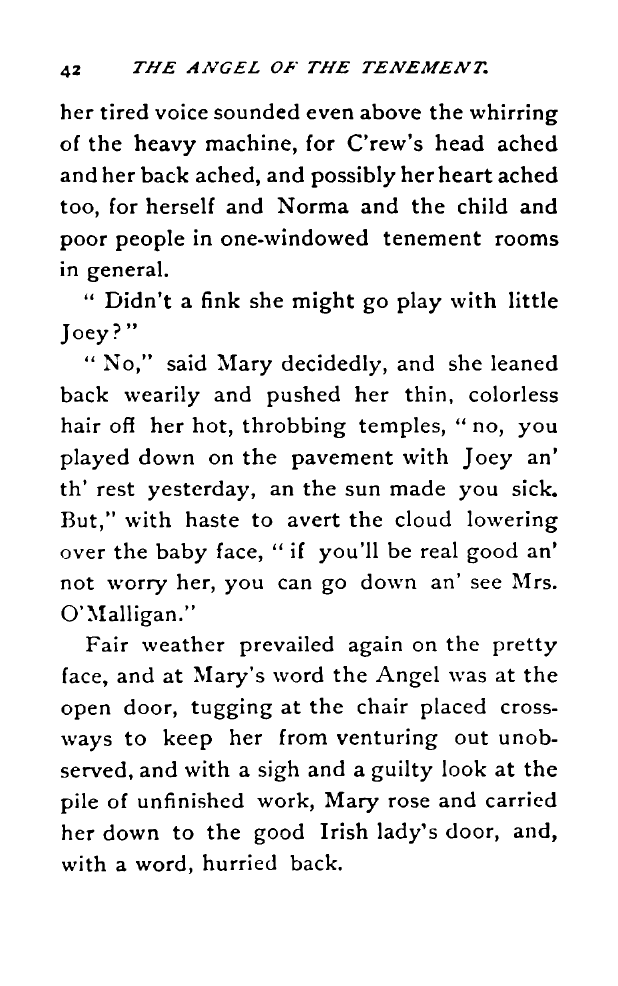 42 THE ANGEL OF THE TENEMENT.
her tired voice sounded even above the whirring
of the heavy machine, for C'rew's head ached
and her back ached, and possibly her heart ached
too, for herself and Norma and the child and
poor people in one-windowed tenement rooms
in general.
" Didn't a fink she might go play with little
Joey?"
" No," said Mary decidedly, and she leaned
back wearily and pushed her thin, colorless
hair off her hot, throbbing temples, " no, you
played down on the pavement with Joey an'
th' rest yesterday, an the sun made you sick.
But," with haste to avert the cloud lowering
over the baby face, " if you'll be real good an'
not worry her, you can go down an' see Mrs.
O'Malligan."
Fair weather prevailed again on the pretty
face, and at Mary's word the Angel was at the
open door, tugging at the chair placed cross-
ways to keep her from venturing out unob-
served, and with a sigh and a guilty look at the
pile of unfinished work, Mary rose and carried
her down to the good Irish lady's door, and,
with a word, hurried back.